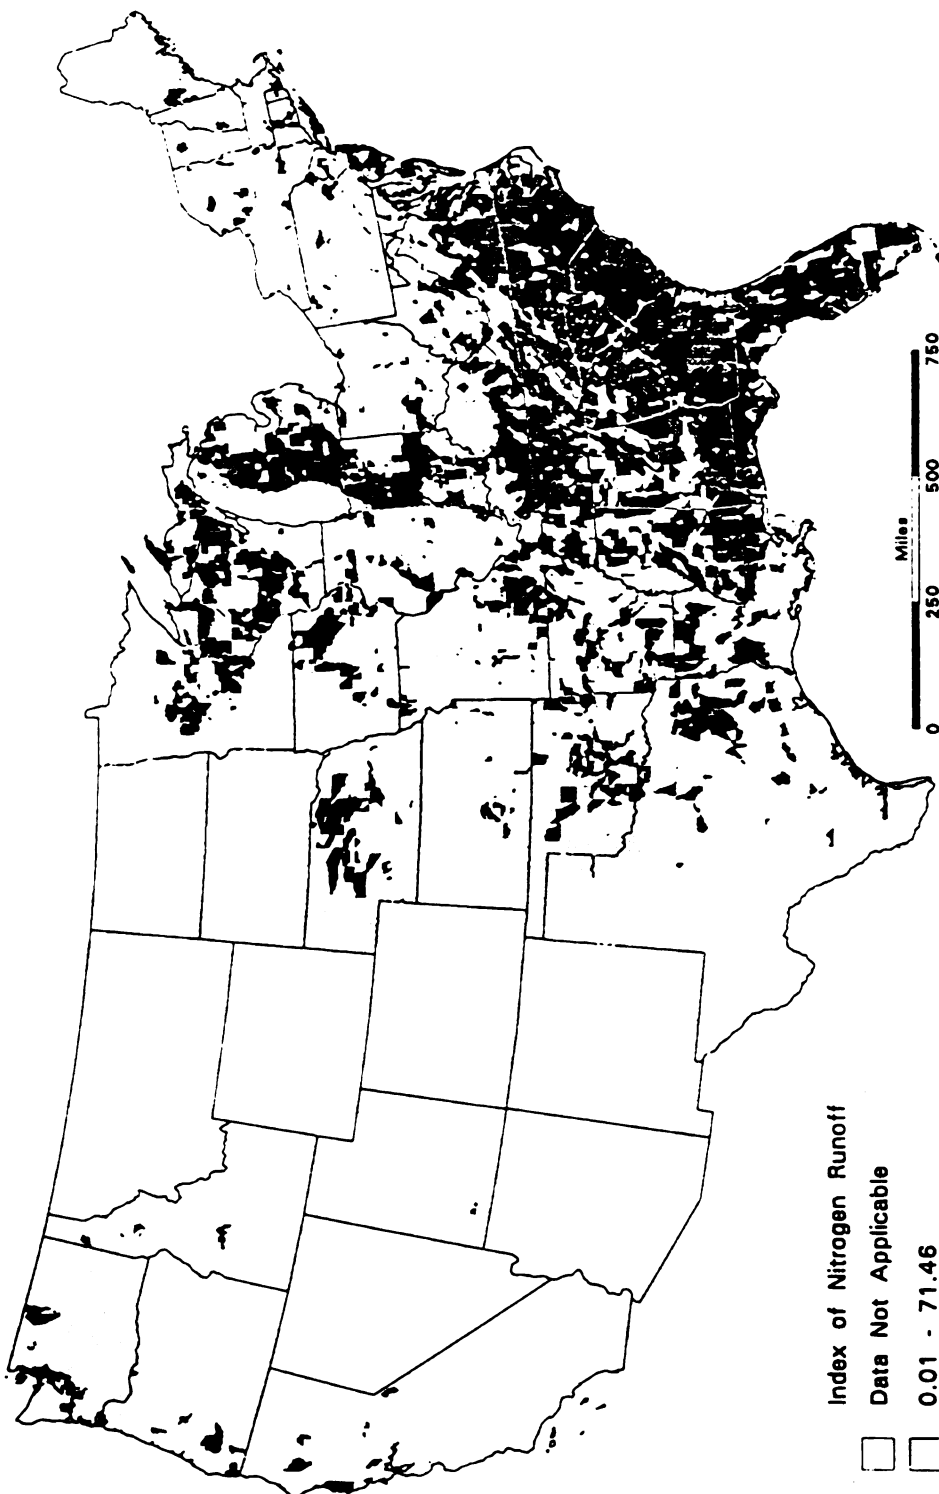 Index of Nitrogen Runoff
Data Not Applicable
0.01 - 71.46
0 250 500 750
Miles